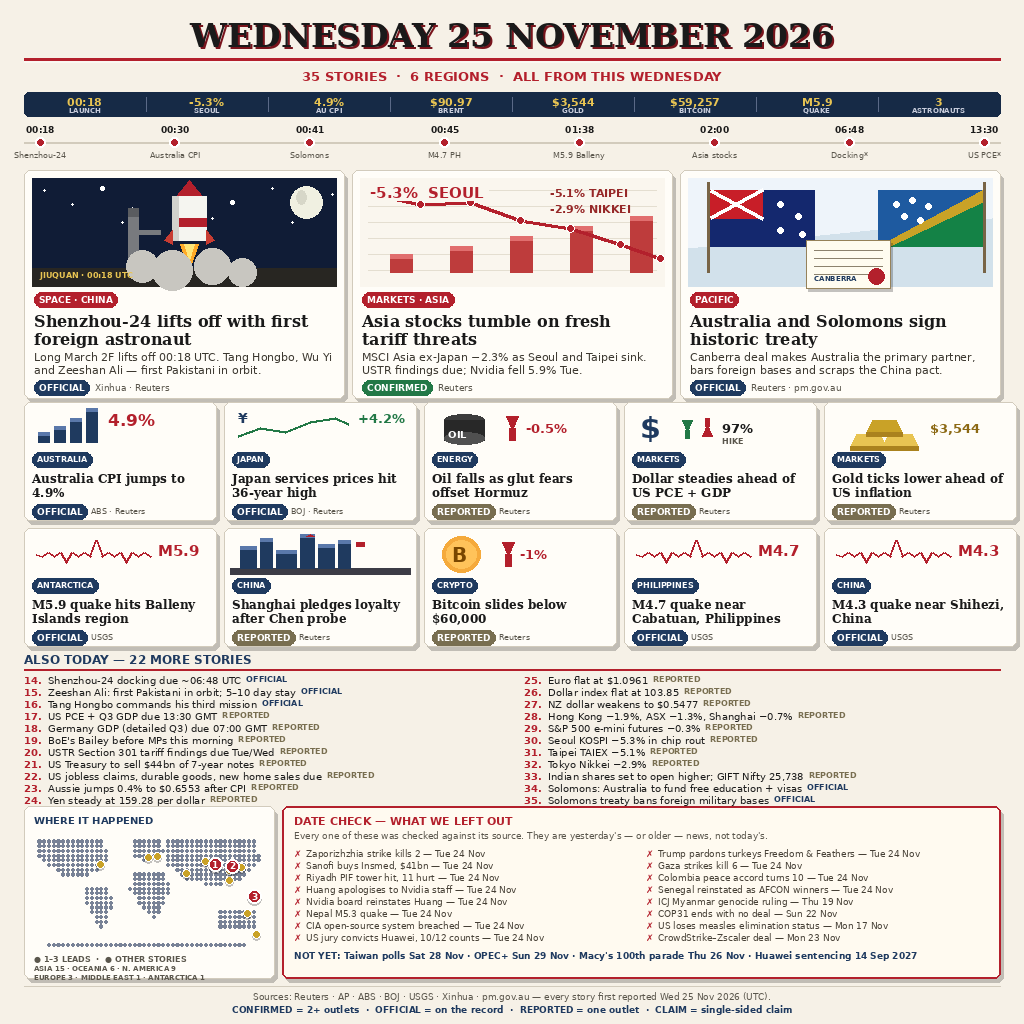 WEDNESDAY 25 NOVEMBER 2026
35 STORIES · 6 REGIONS · ALL FROM THIS WEDNESDAY
00:18 -5.3% 4.9% $90.97 $3,544 $59,257 M5.9 3
LAUNCH SEOUL AU CPI BRENT GOLD BITCOIN QUAKE ASTRONAUTS
00:18 00:30 00:41 00:45 01:38 02:00 06:48 13:30
Shenzhou-24 Australia CPI Solomons M4.7 PH M5.9 Balleny Asia stocks Docking* US PCE*
JIUQUAN · 00:18 UTC
SPACE · CHINA
Shenzhou-24 lifts off with first
foreign astronaut
Long March 2F lifts off 00:18 UTC. Tang Hongbo, Wu Yi
and Zeeshan Ali — first Pakistani in orbit.
OFFICIAL Xinhua · Reuters
-5.3% SEOUL
-5.1% TAIPEI
-2.9% NIKKEI
MARKETS · ASIA
Asia stocks tumble on fresh
tariff threats
MSCI Asia ex-Japan −2.3% as Seoul and Taipei sink.
USTR findings due; Nvidia fell 5.9% Tue.
CONFIRMED Reuters
CANBERRA
PACIFIC
Australia and Solomons sign
historic treaty
Canberra deal makes Australia the primary partner,
bars foreign bases and scraps the China pact.
OFFICIAL Reuters · pm.gov.au
4.9%
AUSTRALIA
Australia CPI jumps to
4.9%
OFFICIAL ABS · Reuters
¥ +4.2%
JAPAN
Japan services prices hit
36-year high
OFFICIAL BOJ · Reuters
OIL -0.5%
ENERGY
Oil falls as glut fears
offset Hormuz
REPORTED Reuters
$ 97%
HIKE
MARKETS
Dollar steadies ahead of
US PCE + GDP
REPORTED Reuters
$3,544
MARKETS
Gold ticks lower ahead of
US inflation
REPORTED Reuters
M5.9
ANTARCTICA
M5.9 quake hits Balleny
Islands region
OFFICIAL USGS
CHINA
Shanghai pledges loyalty
after Chen probe
REPORTED Reuters
B -1%
CRYPTO
Bitcoin slides below
$60,000
REPORTED Reuters
M4.7
PHILIPPINES
M4.7 quake near
Cabatuan, Philippines
OFFICIAL USGS
M4.3
CHINA
M4.3 quake near Shihezi,
China
OFFICIAL USGS
ALSO TODAY — 22 MORE STORIES
14. Shenzhou-24 docking due ~06:48 UTC OFFICIAL
15. Zeeshan Ali: first Pakistani in orbit; 5–10 day stay OFFICIAL
16. Tang Hongbo commands his third mission OFFICIAL
17. US PCE + Q3 GDP due 13:30 GMT REPORTED
18. Germany GDP (detailed Q3) due 07:00 GMT REPORTED
19. BoE's Bailey before MPs this morning REPORTED
20. USTR Section 301 tariff findings due Tue/Wed REPORTED
21. US Treasury to sell $44bn of 7-year notes REPORTED
22. US jobless claims, durable goods, new home sales due REPORTED
23. Aussie jumps 0.4% to $0.6553 after CPI REPORTED
24. Yen steady at 159.28 per dollar REPORTED
25. Euro flat at $1.0961 REPORTED
26. Dollar index flat at 103.85 REPORTED
27. NZ dollar weakens to $0.5477 REPORTED
28. Hong Kong −1.9%, ASX −1.3%, Shanghai −0.7% REPORTED
29. S&P 500 e-mini futures −0.3% REPORTED
30. Seoul KOSPI −5.3% in chip rout REPORTED
31. Taipei TAIEX −5.1% REPORTED
32. Tokyo Nikkei −2.9% REPORTED
33. Indian shares set to open higher; GIFT Nifty 25,738 REPORTED
34. Solomons: Australia to fund free education + visas OFFICIAL
35. Solomons treaty bans foreign military bases OFFICIAL
WHERE IT HAPPENED
1 2
3
● 1–3 LEADS · ● OTHER STORIES
ASIA 15 · OCEANIA 6 · N. AMERICA 9
EUROPE 3 · MIDDLE EAST 1 · ANTARCTICA 1
DATE CHECK — WHAT WE LEFT OUT
Every one of these was checked against its source. They are yesterday's — or older — news, not today's.
✗ Zaporizhzhia strike kills 2 — Tue 24 Nov
✗ Sanofi buys Insmed, $41bn — Tue 24 Nov
✗ Riyadh PIF tower hit, 11 hurt — Tue 24 Nov
✗ Huang apologises to Nvidia staff — Tue 24 Nov
✗ Nvidia board reinstates Huang — Tue 24 Nov
✗ Nepal M5.3 quake — Tue 24 Nov
✗ CIA open-source system breached — Tue 24 Nov
✗ US jury convicts Huawei, 10/12 counts — Tue 24 Nov
✗ Trump pardons turkeys Freedom & Feathers — Tue 24 Nov
✗ Gaza strikes kill 6 — Tue 24 Nov
✗ Colombia peace accord turns 10 — Tue 24 Nov
✗ Senegal reinstated as AFCON winners — Tue 24 Nov
✗ ICJ Myanmar genocide ruling — Thu 19 Nov
✗ COP31 ends with no deal — Sun 22 Nov
✗ US loses measles elimination status — Mon 17 Nov
✗ CrowdStrike–Zscaler deal — Mon 23 Nov
NOT YET: Taiwan polls Sat 28 Nov · OPEC+ Sun 29 Nov · Macy's 100th parade Thu 26 Nov · Huawei sentencing 14 Sep 2027
Sources: Reuters · AP · ABS · BOJ · USGS · Xinhua · pm.gov.au — every story first reported Wed 25 Nov 2026 (UTC).
CONFIRMED = 2+ outlets · OFFICIAL = on the record · REPORTED = one outlet · CLAIM = single-sided claim